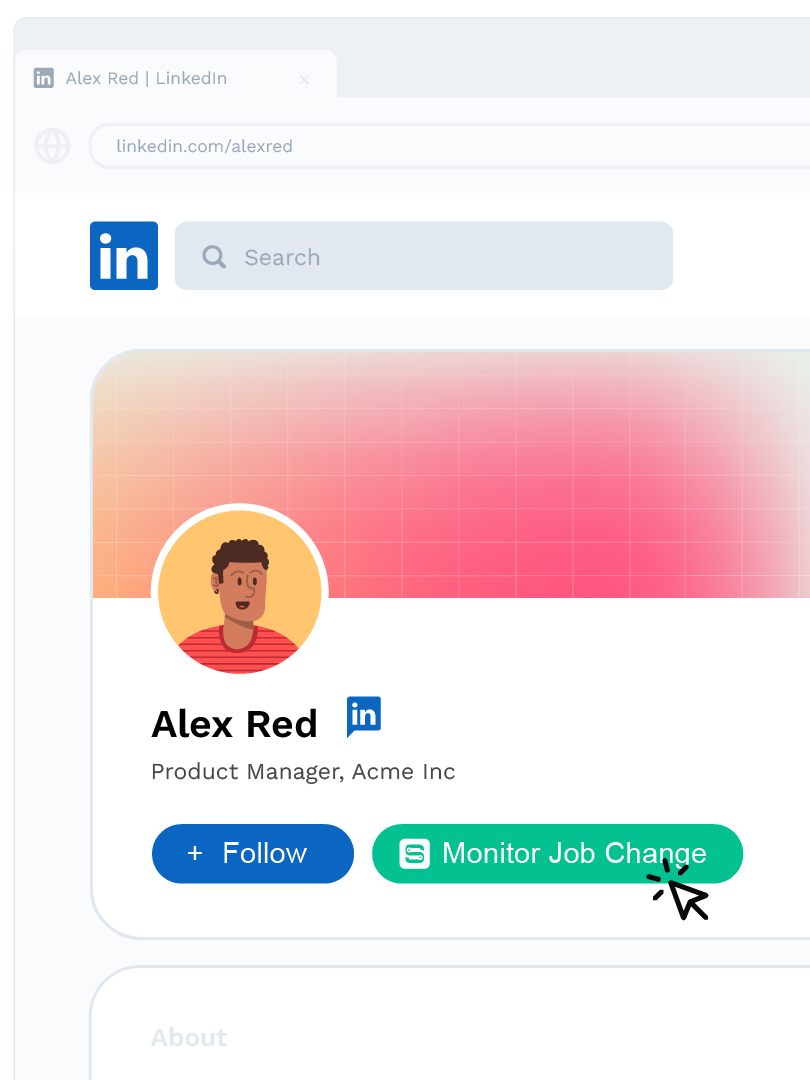 in Alex Red | LinkedIn ×
linkedin.com/alexred
in Search
Alex Red in
Product Manager, Acme Inc
+ Follow
S Monitor Job Change
About